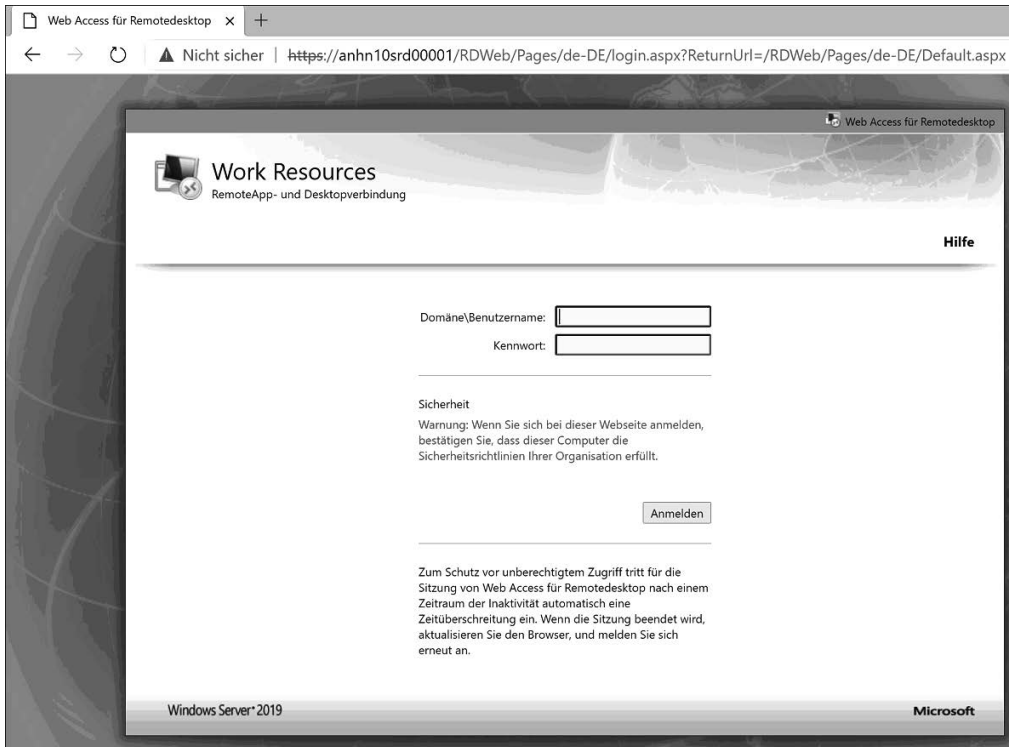 Web Access für Remotedesktop
Nicht sicher | https://anhn10srd00001/RDWeb/Pages/de-DE/login.aspx?ReturnUrl=/RDWeb/Pages/de-DE/Default.aspx
Web Access für Remotedesktop
Work Resources
RemoteApp- und Desktopverbindung
Hilfe
Domäne\Benutzername:
Kennwort:
Sicherheit
Warnung: Wenn Sie sich bei dieser Webseite anmelden,
bestätigen Sie, dass dieser Computer die
Sicherheitsrichtlinien Ihrer Organisation erfüllt.
Anmelden
Zum Schutz vor unberechtigtem Zugriff tritt für die
Sitzung von Web Access für Remotedesktop nach einem
Zeitraum der Inaktivität automatisch eine
Zeitüberschreitung ein. Wenn die Sitzung beendet wird,
aktualisieren Sie den Browser, und melden Sie sich
erneut an.
Windows Server® 2019
Microsoft